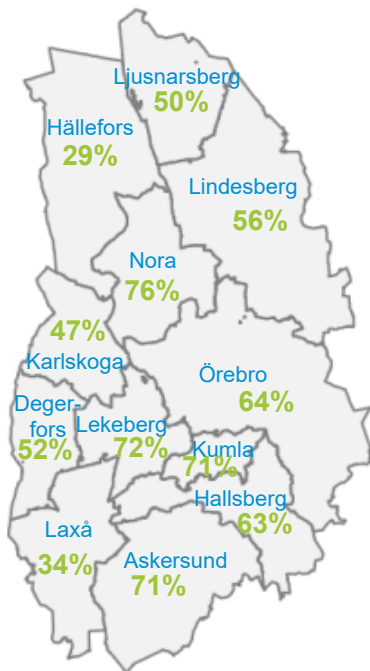 Ljusnarsberg
50%
Hällefors
29%
Lindesberg
56%
Nora
76%
47%
Karlskoga
Örebro
64%
Deger-
fors
52%
Lekeberg
72%
Kumla
71%
Hallsberg
63%
Laxå
34%
Askersund
71%